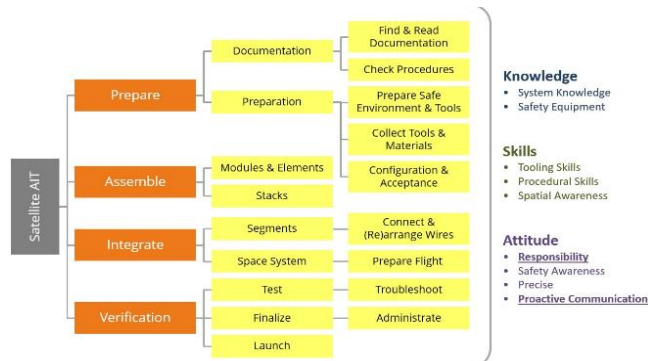 Satellite AIT
Prepare
Documentation
Find & Read
Documentation
Check Procedures
Preparation
Prepare Safe
Environment & Tools
Collect Tools &
Materials
Configuration &
Acceptance
Assemble
Modules & Elements
Stacks
Integrate
Segments
Connect &
(Re)arrange Wires
Space System
Prepare Flight
Verification
Test
Troubleshoot
Finalize
Administrate
Launch
Knowledge
• System Knowledge
• Safety Equipment
Skills
• Tooling Skills
• Procedural Skills
• Spatial Awareness
Attitude
• Responsibility
• Safety Awareness
• Precise
• Proactive Communication